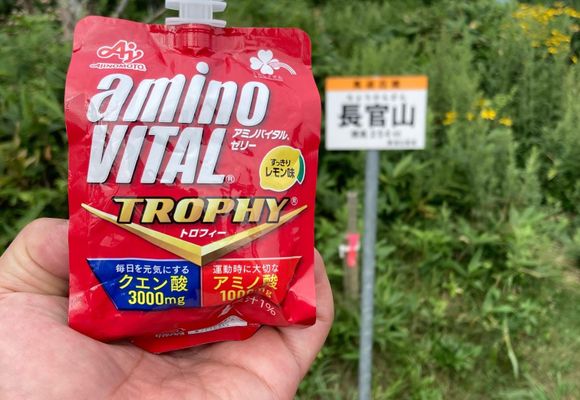 AJINOMOTO
amino
VITAL®
アミノバイタル®
ゼリー
すっきり
レモン味
TROPHY®
トロフィー
毎日を元気にする
クエン酸
3000mg
運動時に大切な
アミノ酸
長官山